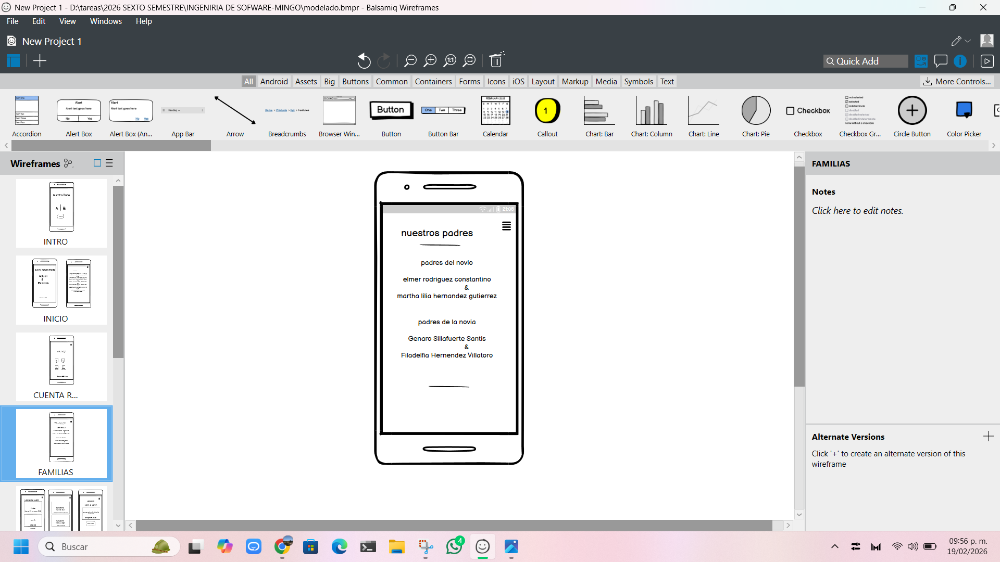 New Project 1 - D:\tareas\2026 SEXTO SEMESTRE\INGENIRIA DE SOFWARE-MINGO\modelado.bmpr - Balsamiq Wireframes
File Edit View Windows Help
New Project 1
Quick Add
All Android Assets Big Buttons Common Containers Forms Icons iOS Layout Markup Media Symbols Text
More Controls...
Accordion Alert Box Alert Box (An... App Bar Arrow Breadcrumbs Browser Win... Button Button Bar Calendar Callout Chart: Bar Chart: Column Chart: Line Chart: Pie Checkbox Checkbox Gr... Circle Button Color Picker
Wireframes
INTRO
INICIO
CUENTA R...
FAMILIAS
21:08
nuestros padres
padres del novio
elmer rodriguez constantino
&
martha lilia hernandez gutierrez
padres de la novia
Genaro Sillafuerte Santis
&
Filadelfia Hernendez Villatoro
FAMILIAS
Notes
Click here to edit notes.
Alternate Versions
Click '+' to create an alternate version of this
wireframe
Buscar
4
09:56 p. m.
19/02/2026